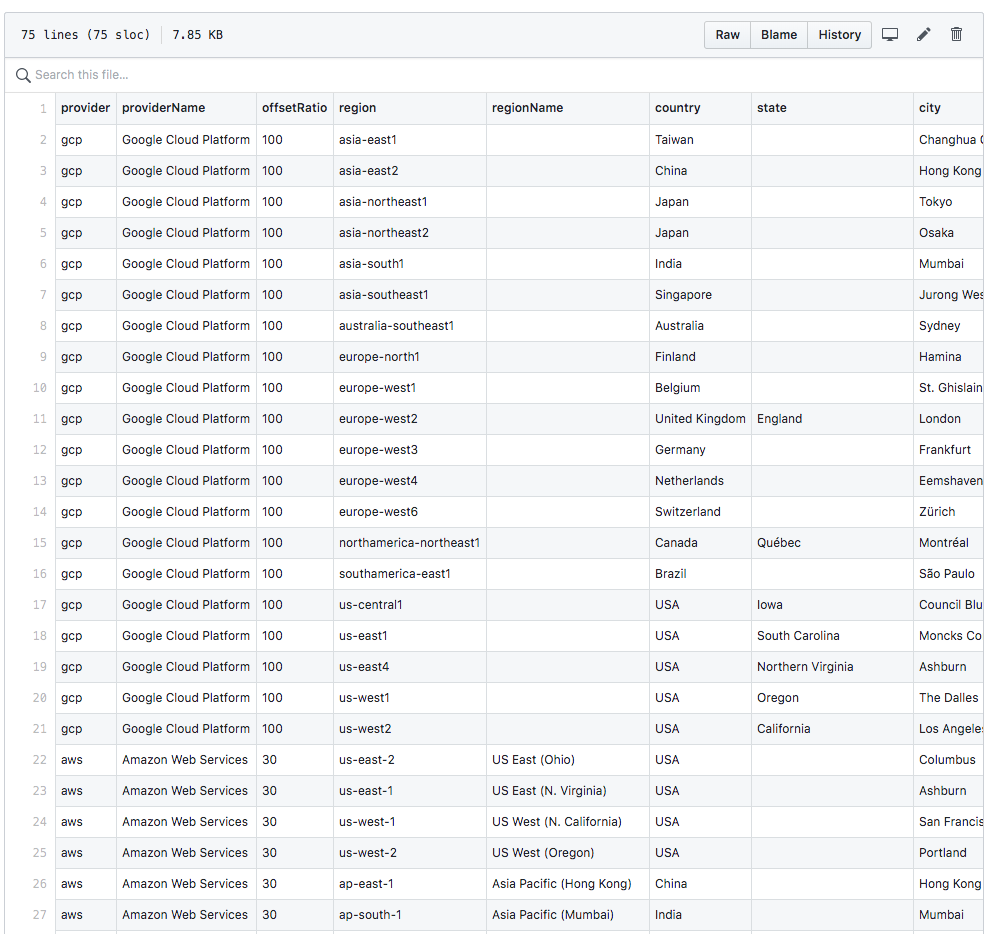 75 lines (75 sloc) 7.85 KB Raw Blame History
Search this file...
1 provider providerName offsetRatio region regionName country state city
2 gcp Google Cloud Platform 100 asia-east1 Taiwan Changhua
3 gcp Google Cloud Platform 100 asia-east2 China Hong Kong
4 gcp Google Cloud Platform 100 asia-northeast1 Japan Tokyo
5 gcp Google Cloud Platform 100 asia-northeast2 Japan Osaka
6 gcp Google Cloud Platform 100 asia-south1 India Mumbai
7 gcp Google Cloud Platform 100 asia-southeast1 Singapore Jurong Wes
8 gcp Google Cloud Platform 100 australia-southeast1 Australia Sydney
9 gcp Google Cloud Platform 100 europe-north1 Finland Hamina
10 gcp Google Cloud Platform 100 europe-west1 Belgium St. Ghislain
11 gcp Google Cloud Platform 100 europe-west2 United Kingdom England London
12 gcp Google Cloud Platform 100 europe-west3 Germany Frankfurt
13 gcp Google Cloud Platform 100 europe-west4 Netherlands Eemshaven
14 gcp Google Cloud Platform 100 europe-west6 Switzerland Zürich
15 gcp Google Cloud Platform 100 northamerica-northeast1 Canada Québec Montréal
16 gcp Google Cloud Platform 100 southamerica-east1 Brazil São Paulo
17 gcp Google Cloud Platform 100 us-central1 USA Iowa Council Blu
18 gcp Google Cloud Platform 100 us-east1 USA South Carolina Moncks Co
19 gcp Google Cloud Platform 100 us-east4 USA Northern Virginia Ashburn
20 gcp Google Cloud Platform 100 us-west1 USA Oregon The Dalles
21 gcp Google Cloud Platform 100 us-west2 USA California Los Angeles
22 aws Amazon Web Services 30 us-east-2 US East (Ohio) USA Columbus
23 aws Amazon Web Services 30 us-east-1 US East (N. Virginia) USA Ashburn
24 aws Amazon Web Services 30 us-west-1 US West (N. California) USA San Francis
25 aws Amazon Web Services 30 us-west-2 US West (Oregon) USA Portland
26 aws Amazon Web Services 30 ap-east-1 Asia Pacific (Hong Kong) China Hong Kong
27 aws Amazon Web Services 30 ap-south-1 Asia Pacific (Mumbai) India Mumbai